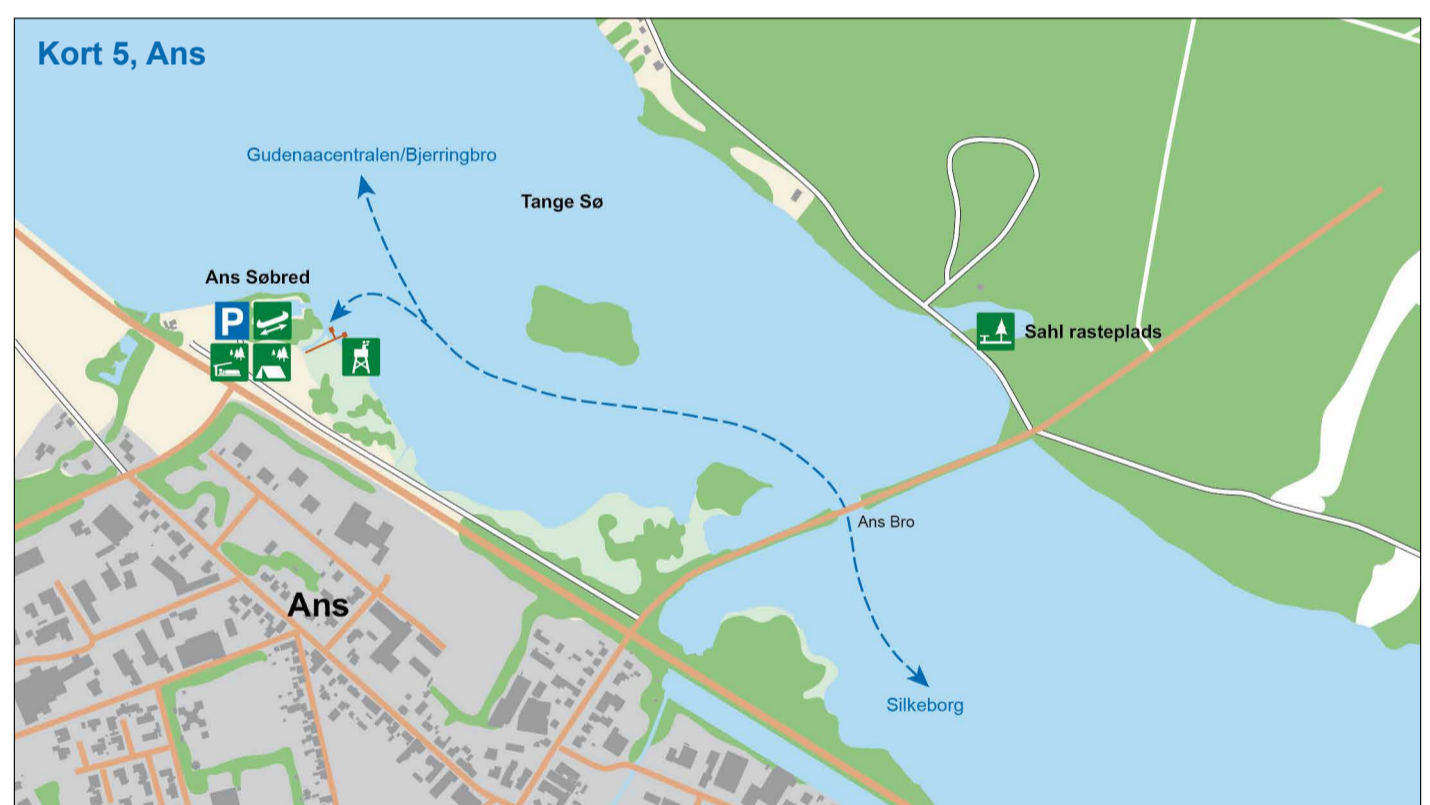 Kort 5, Ans
Gudenaacentralen/Bjerringbro
Tange Sø
Ans Søbred
P
Sahl rasteplads
Ans Bro
Ans
Silkeborg